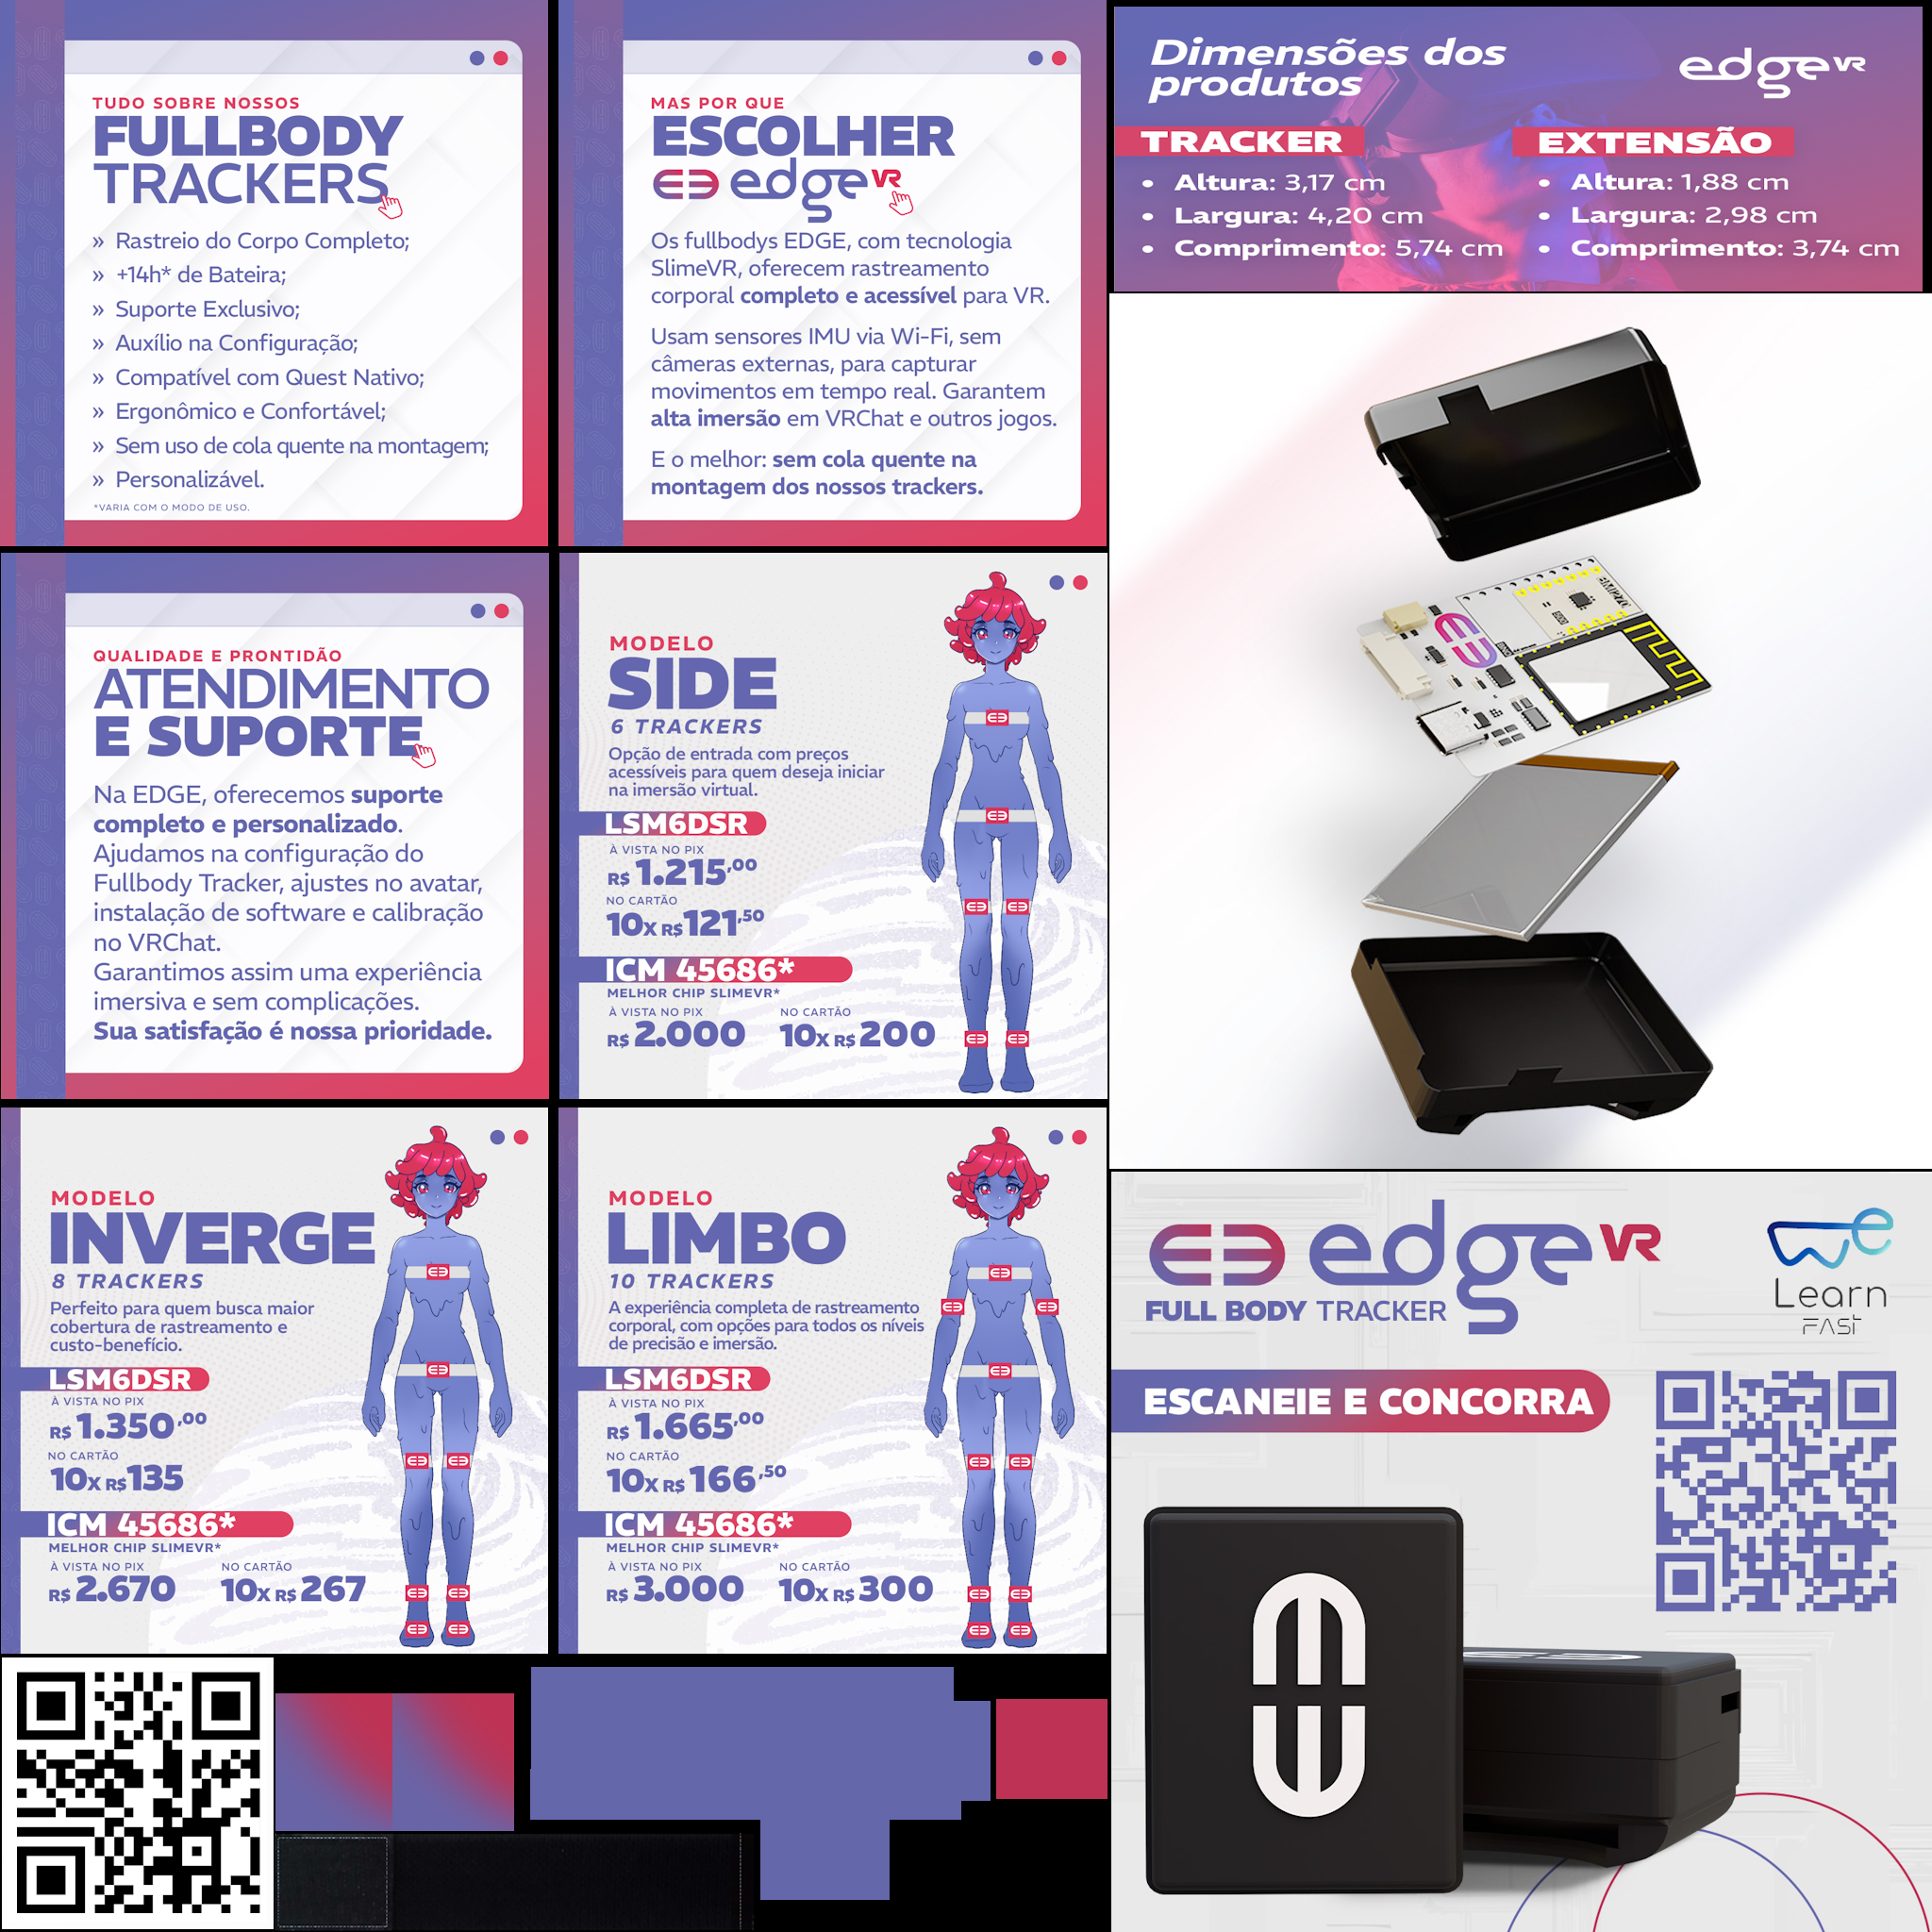 TUDO SOBRE NOSSOS
FULLBODY
TRACKERS
» Rastreio do Corpo Completo;
» +14h* de Bateira;
» Suporte Exclusivo;
» Auxílio na Configuração;
» Compatível com Quest Nativo;
» Ergonômico e Confortável;
» Sem uso de cola quente na montagem;
» Personalizável.
*VARIA COM O MODO DE USO.
MAS POR QUE
ESCOLHER
edge VR
Os fullbodys EDGE, com tecnologia
SlimeVR, oferecem rastreamento
corporal completo e acessível para VR.
Usam sensores IMU via Wi-Fi, sem
câmeras externas, para capturar
movimentos em tempo real. Garantem
alta imersão em VRChat e outros jogos.
E o melhor: sem cola quente na
montagem dos nossos trackers.
Dimensões dos
produtos
edge VR
TRACKER
• Altura: 3,17 cm
• Largura: 4,20 cm
• Comprimento: 5,74 cm
EXTENSÃO
• Altura: 1,88 cm
• Largura: 2,98 cm
• Comprimento: 3,74 cm
QUALIDADE E PRONTIDÃO
ATENDIMENTO
E SUPORTE
Na EDGE, oferecemos suporte
completo e personalizado.
Ajudamos na configuração do
Fullbody Tracker, ajustes no avatar,
instalação de software e calibração
no VRChat.
Garantimos assim uma experiência
imersiva e sem complicações.
Sua satisfação é nossa prioridade.
MODELO
SIDE
6 TRACKERS
Opção de entrada com preços
acessíveis para quem deseja iniciar
na imersão virtual.
LSM6DSR
À VISTA NO PIX
R$ 1.215,00
NO CARTÃO
10x R$ 121,50
ICM 45686*
MELHOR CHIP SLIMEVR*
À VISTA NO PIX
R$ 2.000
NO CARTÃO
10x R$ 200
MODELO
INVERGE
8 TRACKERS
Perfeito para quem busca maior
cobertura de rastreamento e
custo-benefício.
LSM6DSR
À VISTA NO PIX
R$ 1.350,00
NO CARTÃO
10x R$ 135
ICM 45686*
MELHOR CHIP SLIMEVR*
À VISTA NO PIX
R$ 2.670
NO CARTÃO
10x R$ 267
MODELO
LIMBO
10 TRACKERS
A experiência completa de rastreamento
corporal, com opções para todos os níveis
de precisão e imersão.
LSM6DSR
À VISTA NO PIX
R$ 1.665,00
NO CARTÃO
10x R$ 166,50
ICM 45686*
MELHOR CHIP SLIMEVR*
À VISTA NO PIX
R$ 3.000
NO CARTÃO
10x R$ 300
edge VR
FULL BODY TRACKER
we
Learn
FAST
ESCANEIE E CONCORRA